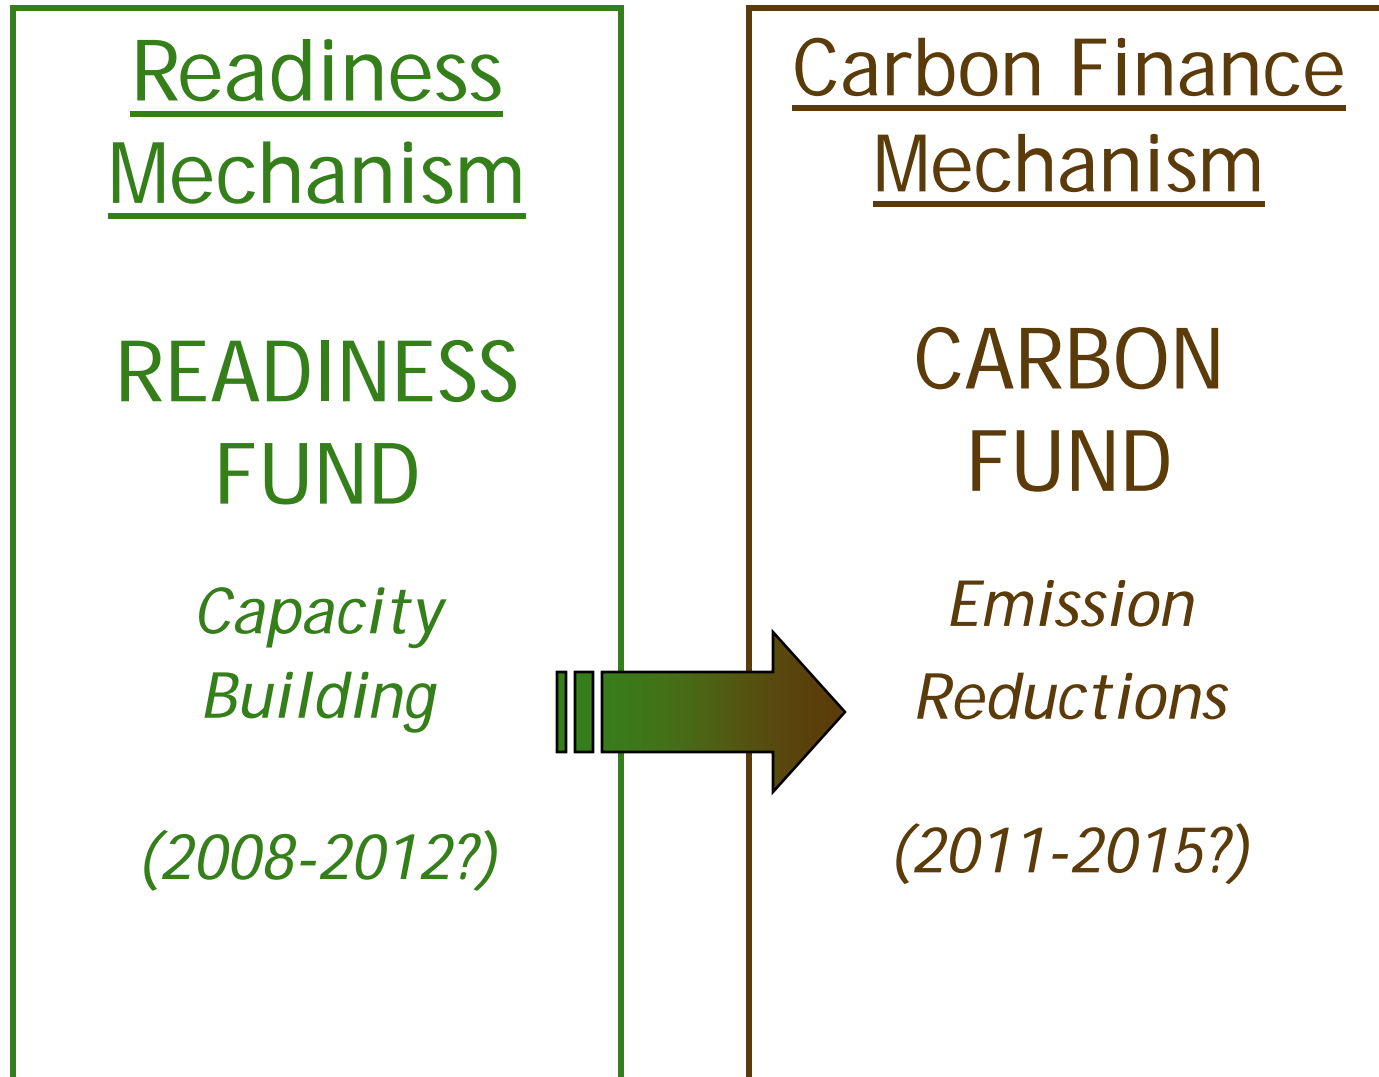 Readiness
Mechanism
READINESS
FUND
Capacity
Building
(2008-2012?)
Carbon Finance
Mechanism
CARBON
FUND
Emission
Reductions
(2011-2015?)